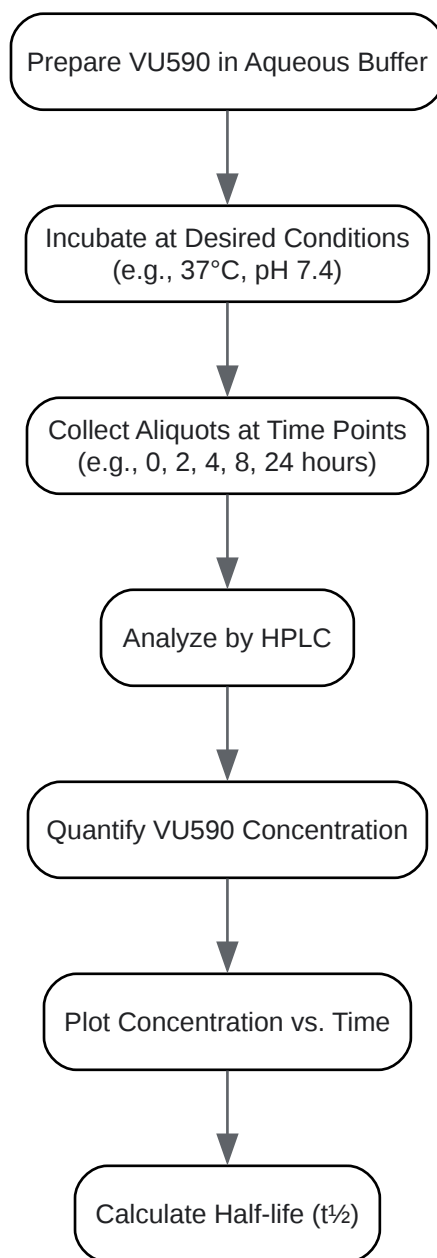 Prepare VU590 in Aqueous Buffer
Incubate at Desired Conditions
(e.g., 37°C, pH 7.4)
Collect Aliquots at Time Points
(e.g., 0, 2, 4, 8, 24 hours)
Analyze by HPLC
Quantify VU590 Concentration
Plot Concentration vs. Time
Calculate Half-life (t½)